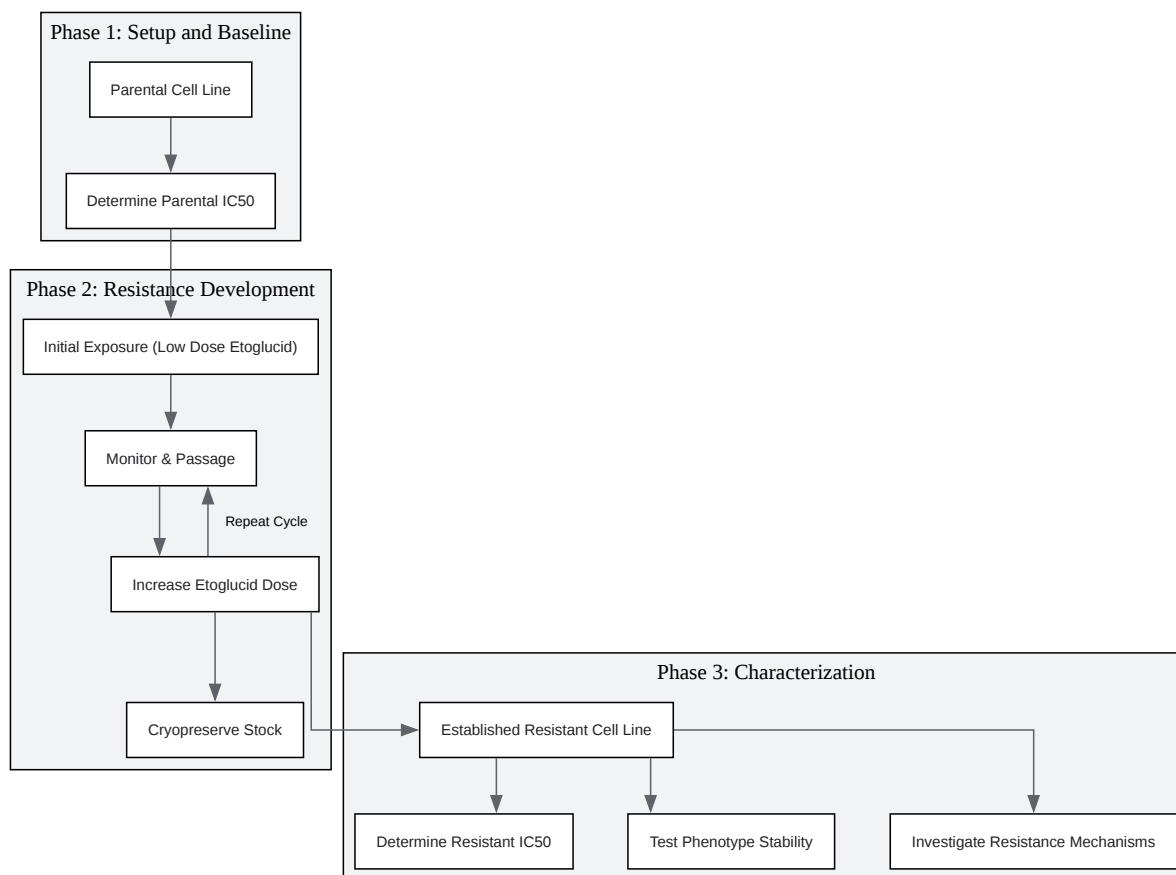 Phase 1: Setup and Baseline
Parental Cell Line
Determine Parental IC50
Phase 2: Resistance Development
Initial Exposure (Low Dose Etoglucid)
Monitor & Passage
Repeat Cycle
Increase Etoglucid Dose
Cryopreserve Stock
Phase 3: Characterization
Established Resistant Cell Line
Determine Resistant IC50
Test Phenotype Stability
Investigate Resistance Mechanisms